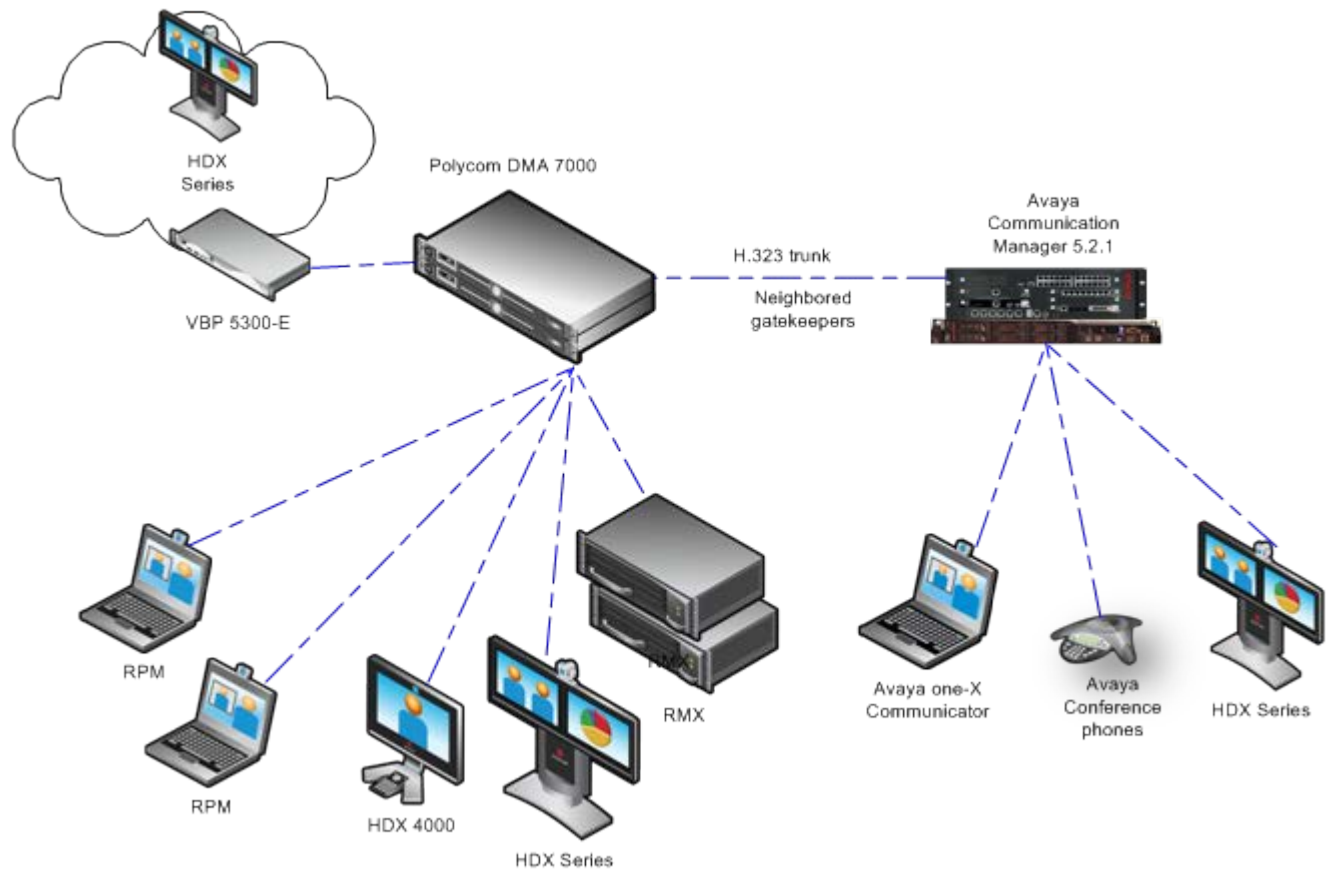 HDX
Series
Polycom DMA 7000
VBP 5300-E
H.323 trunk
Neighbored
gatekeepers
Avaya
Communication
Manager 5.2.1
RPM
RPM
HDX 4000
HDX Series
RMX
RMX
Avaya one-X
Communicator
Avaya
Conference
phones
HDX Series